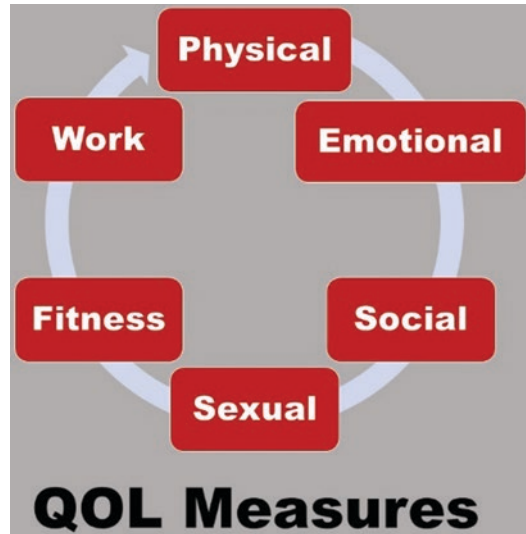 Physical
Emotional
Social
Sexual
Fitness
Work
QOL Measures